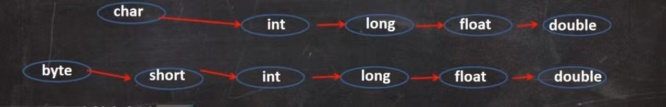 char int long float double
byte short int long float double